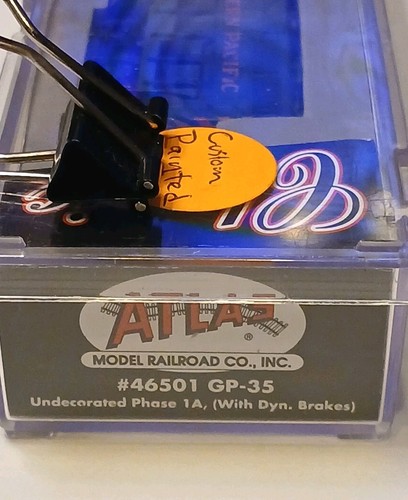 Custom
Painted
ATLAS
®
MODEL RAILROAD CO., INC.
#46501 GP-35
Undecorated Phase 1A, (With Dyn. Brakes)